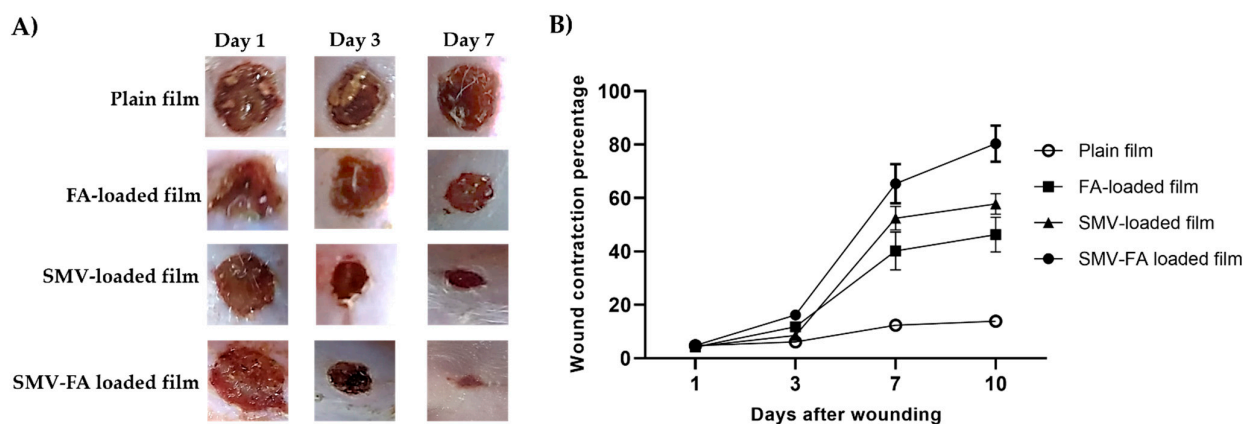 A)
Day 1 Day 3 Day 7
Plain film
FA-loaded film
SMV-loaded film
SMV-FA loaded film
B)
Wound contratction percentage
100
80
60
40
20
0
1 3 7 10
Days after wounding
Plain film
FA-loaded film
SMV-loaded film
SMV-FA loaded film